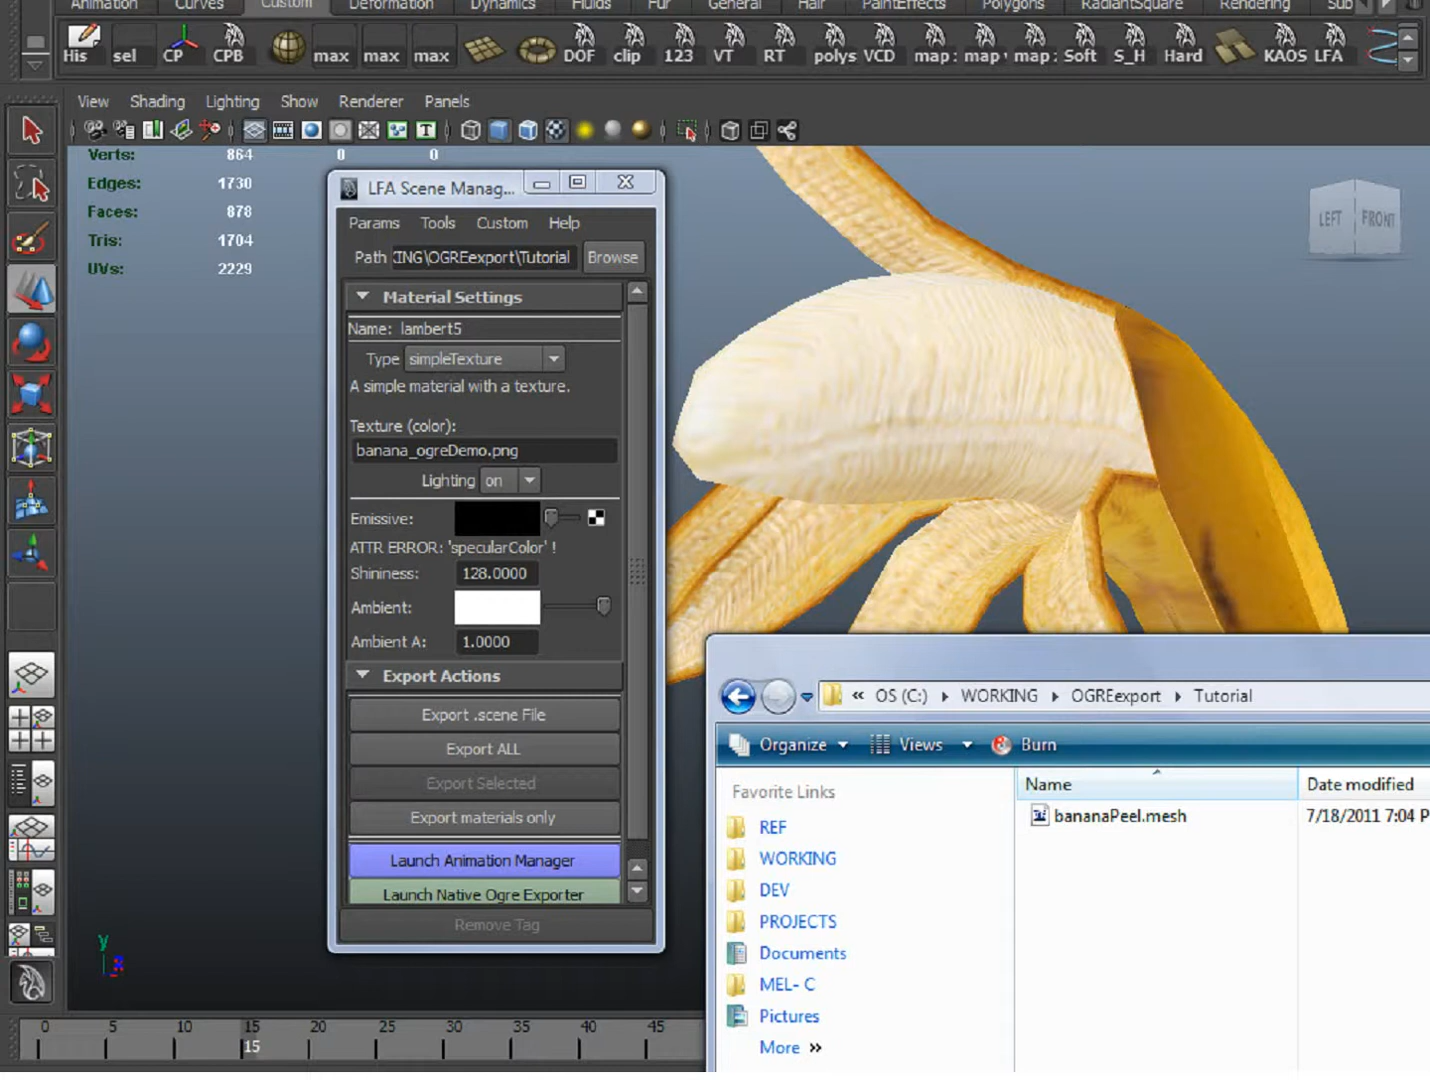 Animation Curves Custom Deformation Dynamics Fluids Fur General Hair PaintEffects Polygons RadiantSquare Rendering Sub
His sel CP CPB max max max DOF clip 123 VT RT polys VCD map : map \ map : Soft S_H Hard KAOS LFA
View Shading Lighting Show Renderer Panels
Verts: 864 0 0
Edges: 1730
Faces: 878
Tris: 1704
UVs: 2229
LEFT FRONT
LFA Scene Manag...
Params Tools Custom Help
Path KING\OGREexport\Tutorial Browse
Material Settings
Name: lambert5
Type simpleTexture
A simple material with a texture.
Texture (color):
banana_ogreDemo.png
Lighting on
Emissive:
ATTR ERROR: 'specularColor' !
Shininess: 128.0000
Ambient:
Ambient A: 1.0000
Export Actions
Export .scene File
Export ALL
Export Selected
Export materials only
Launch Animation Manager
Launch Native Ogre Exporter
Remove Tag
« OS (C:) WORKING OGREexport Tutorial
Organize Views Burn
Favorite Links
REF
WORKING
DEV
PROJECTS
Documents
MEL- C
Pictures
More »
Name Date modified
bananaPeel.mesh 7/18/2011 7:04 P
y
z
0 5 10 15 20 25 30 35 40 45
15